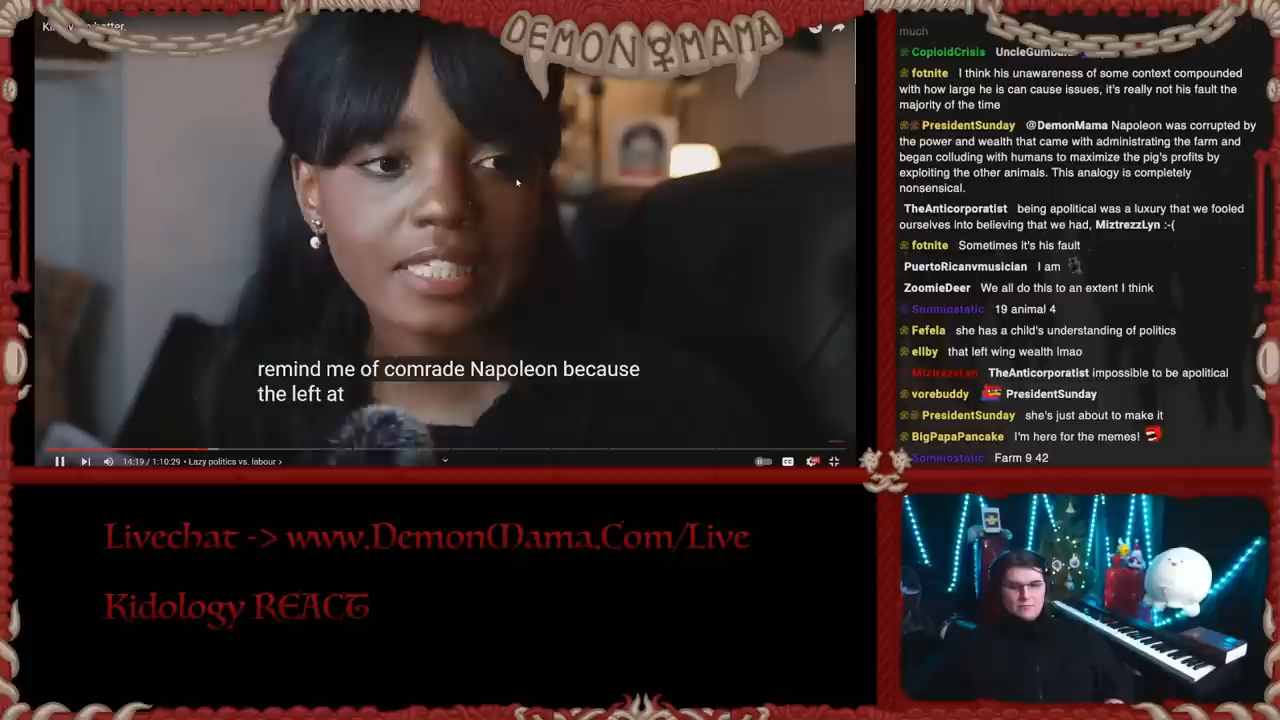 DEMON MAMA
remind me of comrade Napoleon because
the left at
14:19 / 1:10:29 • Lazy politics vs. labour ›
much
CopioidCrisis
fotnite I think his unawareness of some context compounded
with how large he is can cause issues, it's really not his fault the
majority of the time
PresidentSunday @DemonMama Napoleon was corrupted by
the power and wealth that came with administrating the farm and
began colluding with humans to maximize the pig's profits by
exploiting the other animals. This analogy is completely
nonsensical.
TheAnticorporatist being apolitical was a luxury that we fooled
ourselves into believing that we had, MiztrezzLyn :-(
fotnite Sometimes it's his fault
PuertoRicanvmusician I am
ZoomieDeer We all do this to an extent I think
Somniostatic 19 animal 4
Fefela she has a child's understanding of politics
ellby that left wing wealth lmao
MiztrezzLyn TheAnticorporatist impossible to be apolitical
vorebuddy PresidentSunday
PresidentSunday she's just about to make it
BigPapaPancake I'm here for the memes!
Somniostatic Farm 9 42
Livechat -> www.DemonMama.Com/Live
Kidology REACT